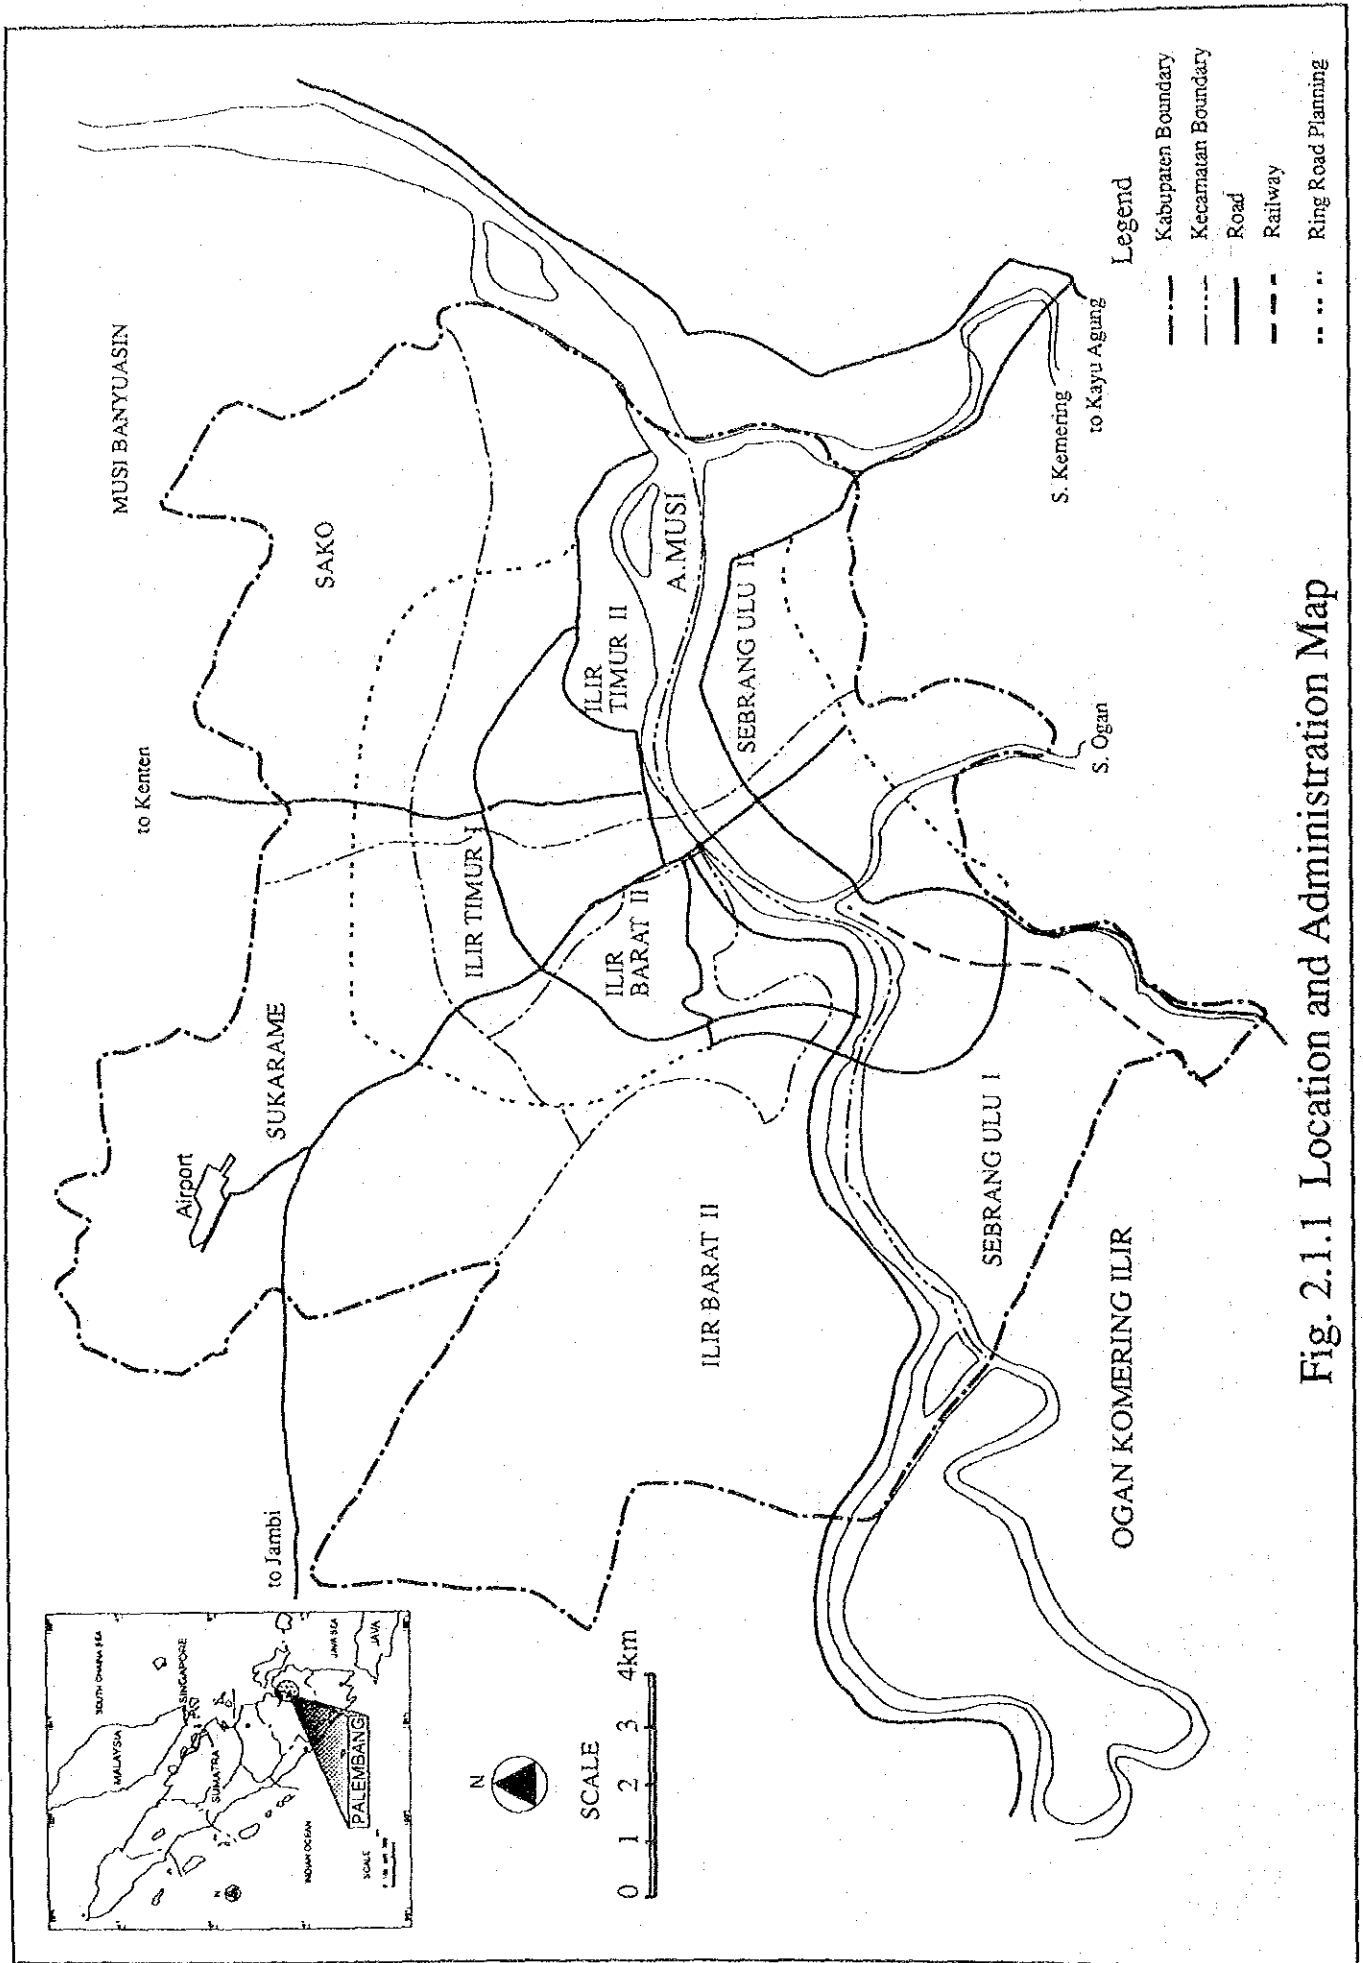 SOUTH CHINA SEA
MALAYSIA
SINGAPORE
SUMATRA
JAVA SEA
JAVA
INDIAN OCEAN
PALEMBANG
SCALE
N
N
SCALE
0 1 2 3 4km
to Jambi
Airport
SUKARAME
to Kenten
MUSI BANYUASIN
SAKO
ILIR TIMUR I
ILIR
TIMUR II
ILIR
BARAT II
A.MUSI
SEBRANG ULU II
ILIR BARAT II
SEBRANG ULU I
OGAN KOMERING ILIR
S. Ogan
S. Kemering
to Kayu Agung
Legend
Kabuparen Boundary
Kecamatan Boundary
Road
Railway
Ring Road Planning
Fig. 2.1.1 Location and Administration Map